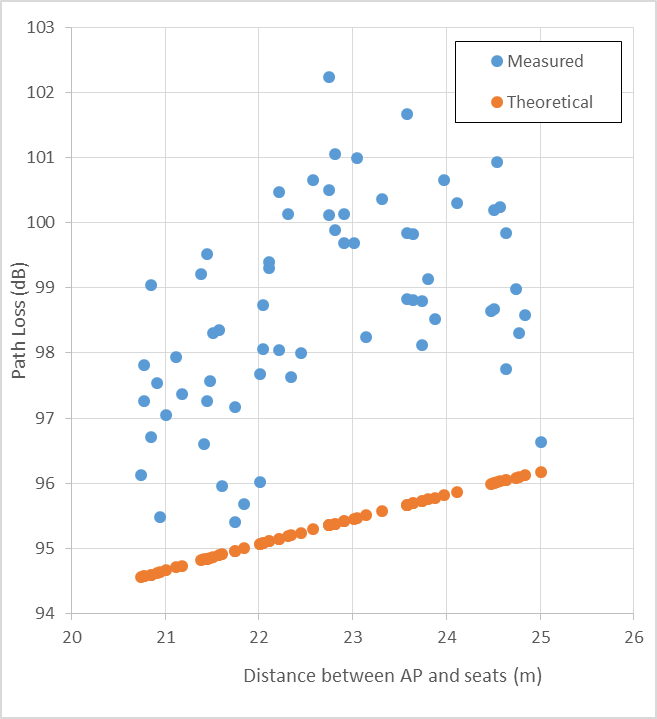 103
102
101
100
99
98
97
96
95
94
Path Loss (dB)
Measured
Theoretical
20 21 22 23 24 25 26
Distance between AP and seats (m)